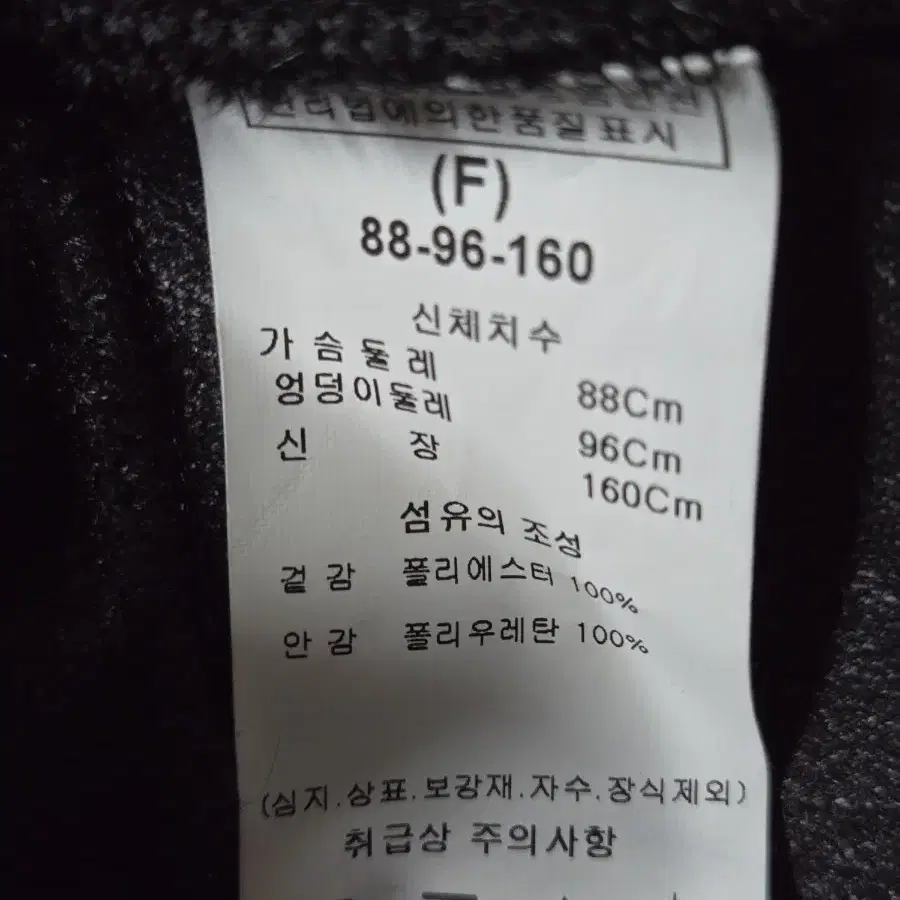 관리법에의한품질표시
(F)
88-96-160
신체치수
가 슴 둘 레 88Cm
엉덩이둘레 96Cm
신 장 160Cm
섬유의 조성
겉 감 폴리에스터 100%
안 감 폴리우레탄 100%
(심지.상표.보강재.자수.장식제외)
취급상 주의사항